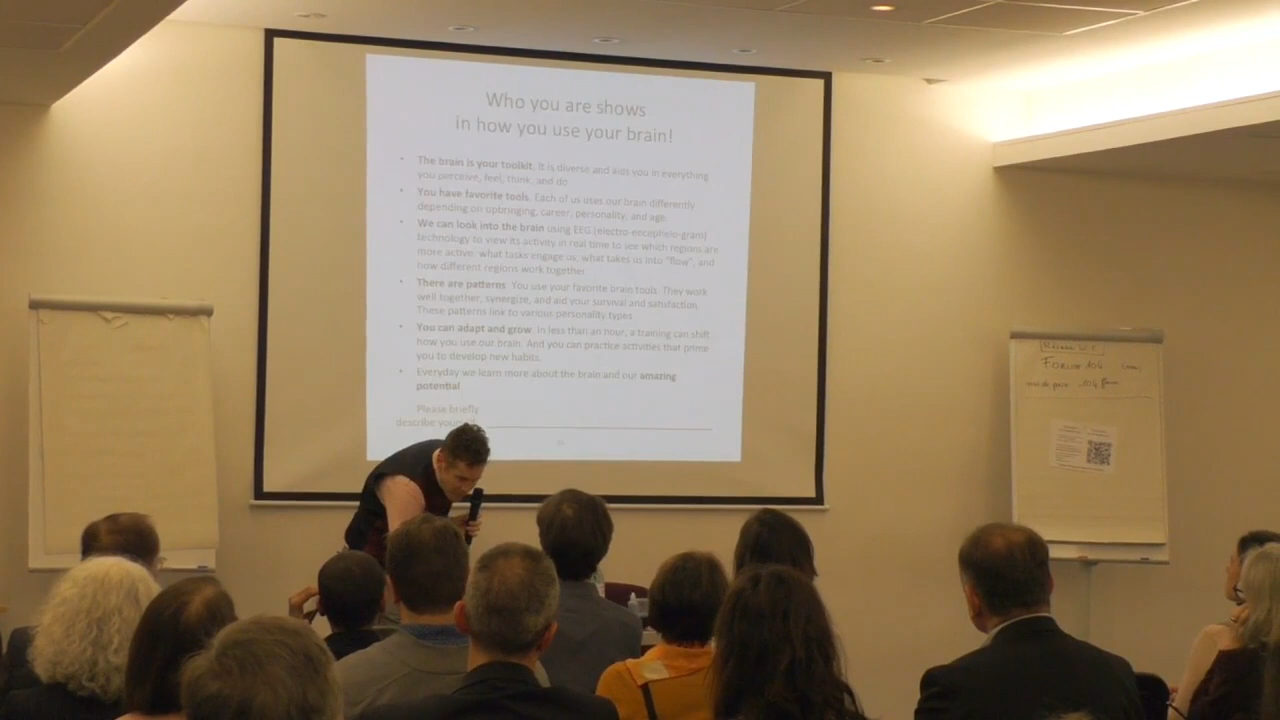 Who you are shows
in how you use your brain!
• The brain is your toolkit. It is diverse and aids you in everything
you perceive, feel, think, and do
• You have favorite tools. Each of us uses our brain differently
depending on upbringing, career, personality, and age.
• We can look into the brain using EEG (electro-encephelo-gram)
technology to view its activity in real time to see which regions are
more active: what tasks engage us, what takes us into "flow", and
how different regions work together
• There are patterns. You use your favorite brain tools. They work
well together, synergize, and aid your survival and satisfaction.
These patterns link to various personality types
• You can adapt and grow. In less than an hour, a training can shift
how you use our brain. And you can practice activities that prime
you to develop new habits.
• Everyday we learn more about the brain and our amazing
potential
Please briefly
describe
FORUM 104